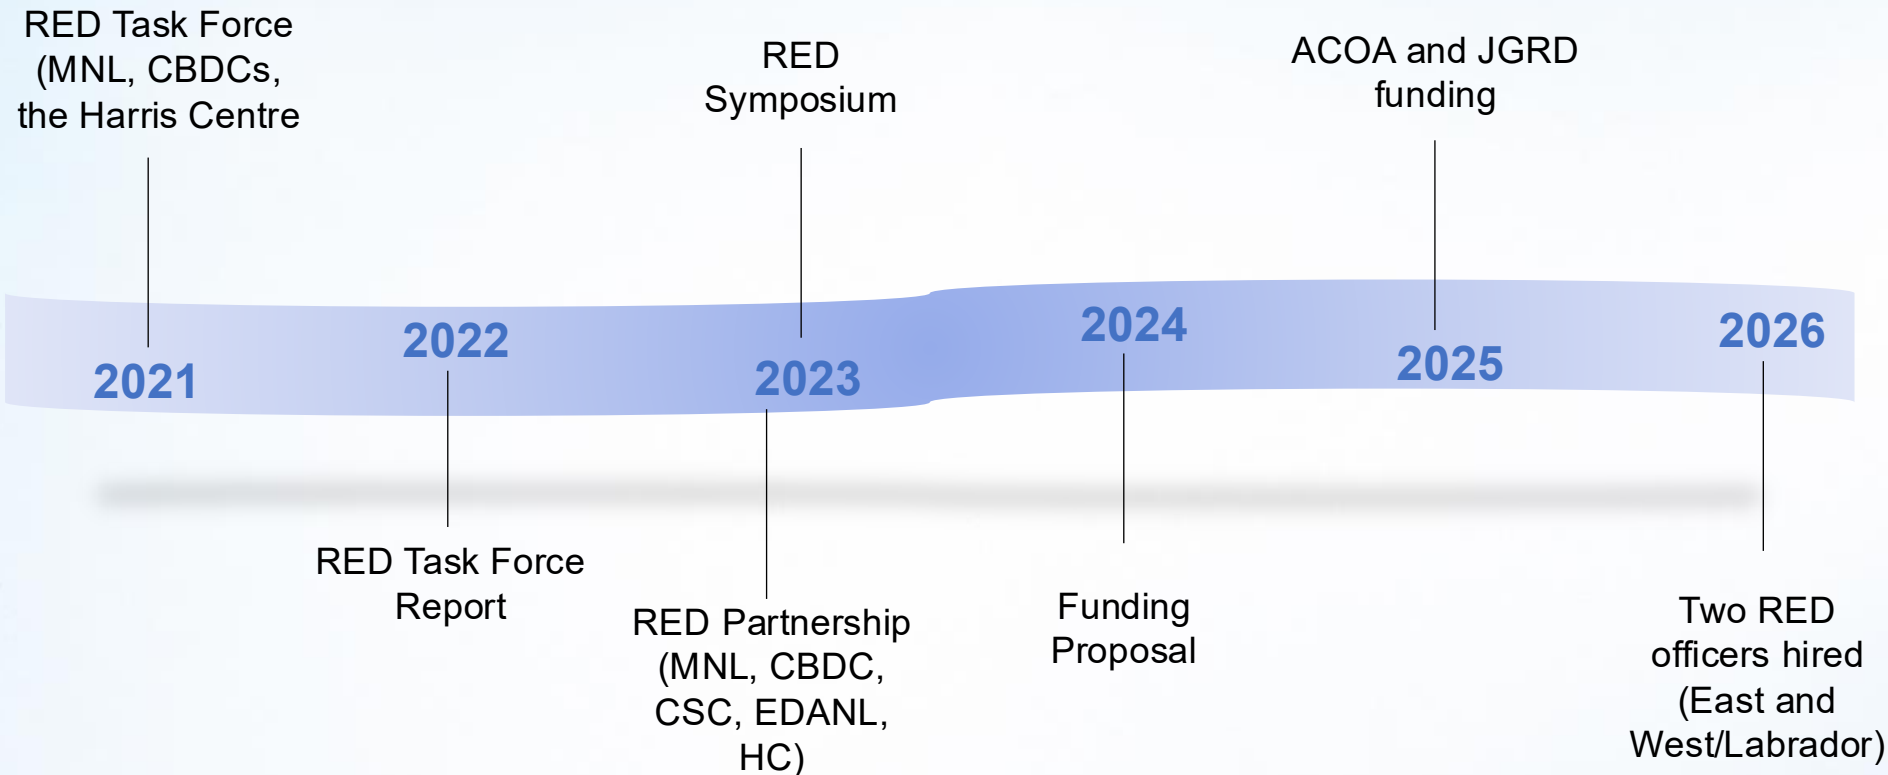 RED Task Force
(MNL, CBDCs,
the Harris Centre
RED
Symposium
ACOA and JGRD
funding
2021
2022
2023
2024
2025
2026
RED Task Force
Report
RED Partnership
(MNL, CBDC,
CSC, EDANL,
HC)
Funding
Proposal
Two RED
officers hired
(East and
West/Labrador)